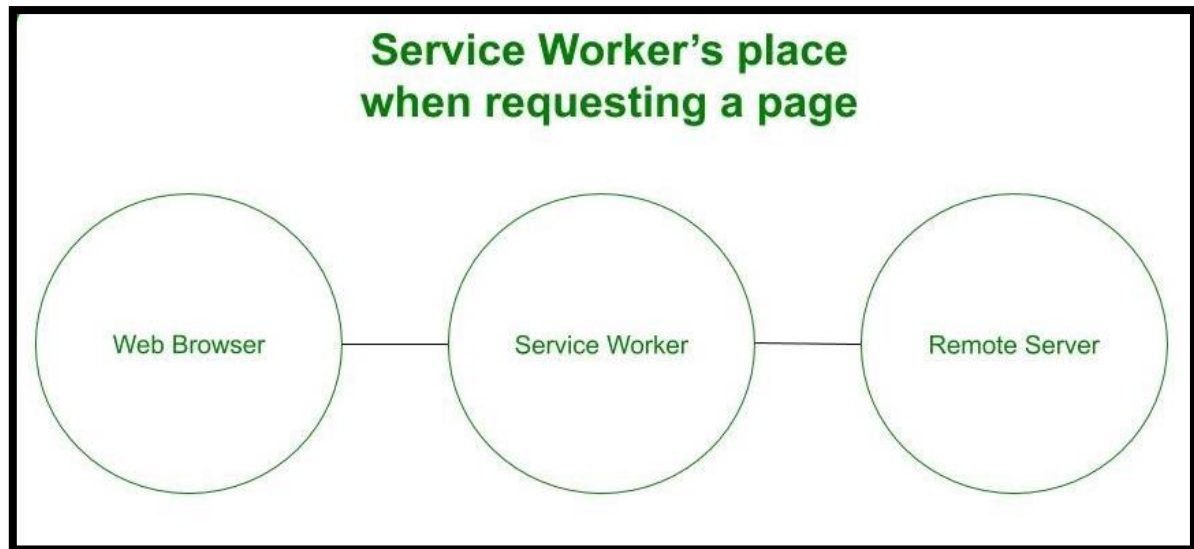 Service Worker’s place
when requesting a page
Web Browser
Service Worker
Remote Server